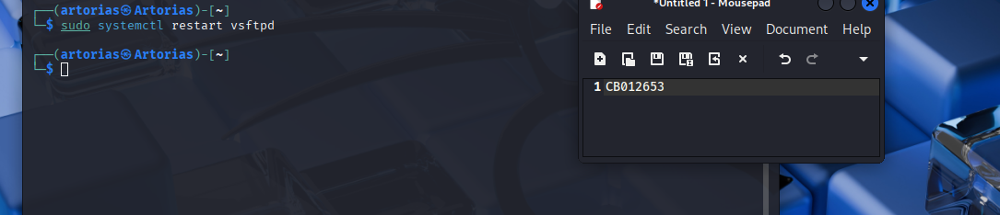 ┌──(artorias㉿Artorias)-[~]
└─$ sudo systemctl restart vsftpd
┌──(artorias㉿Artorias)-[~]
└─$
*Untitled 1 - Mousepad
File Edit Search View Document Help
1 CB012653